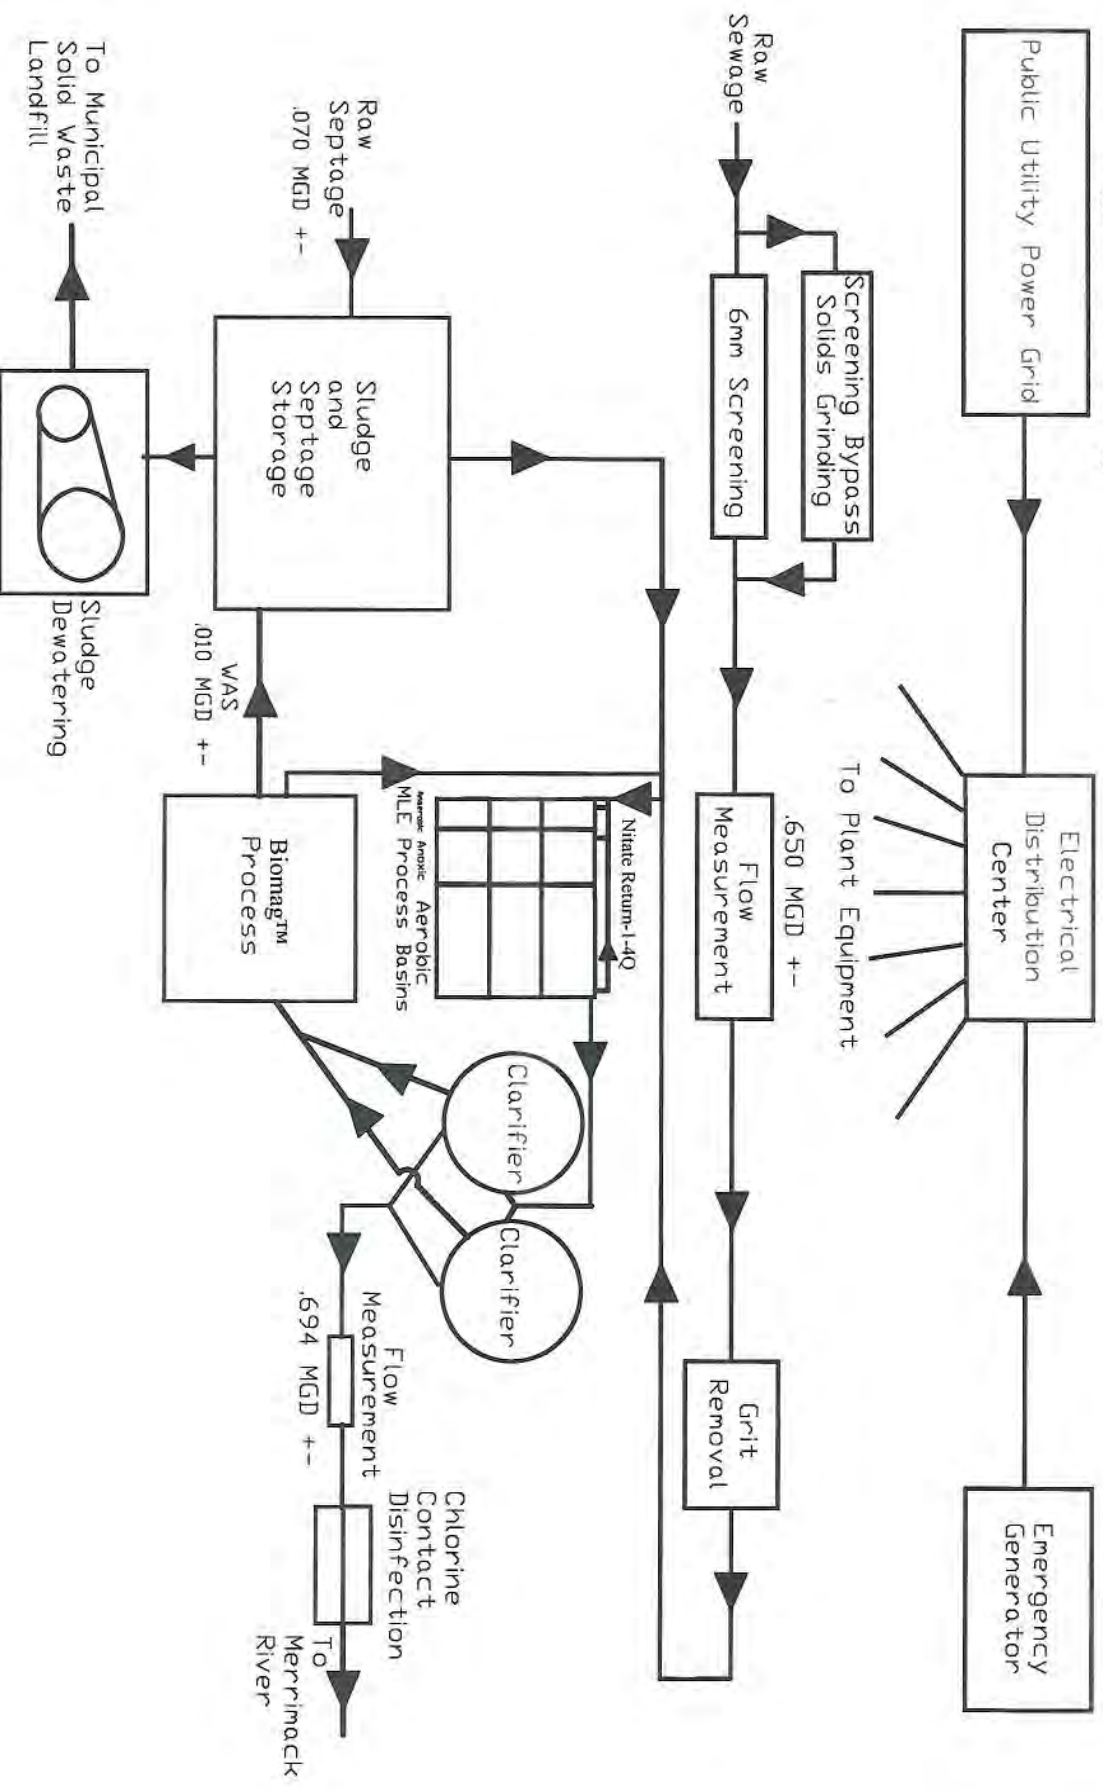 Public Utility Power Grid
Electrical
Distribution
Center
Emergency
Generator
To Plant Equipment
Raw
Sewage
Screening Bypass
Solids Grinding
6mm Screening
.650 MGD +-
Flow
Measurement
Grit
Removal
Raw
Septage
.070 MGD +-
Sludge
and
Septage
Storage
Nitate Return-1-4Q
Anaerobic Anoxic Aerobic
MLE Process Basins
Clarifier
Clarifier
Biomag™
Process
WAS
.010 MGD +-
Flow
Measurement
.694 MGD +-
Chlorine
Contact
Disinfection
To
Merrimack
River
To Municipal
Solid Waste
Landfill
Sludge
Dewatering